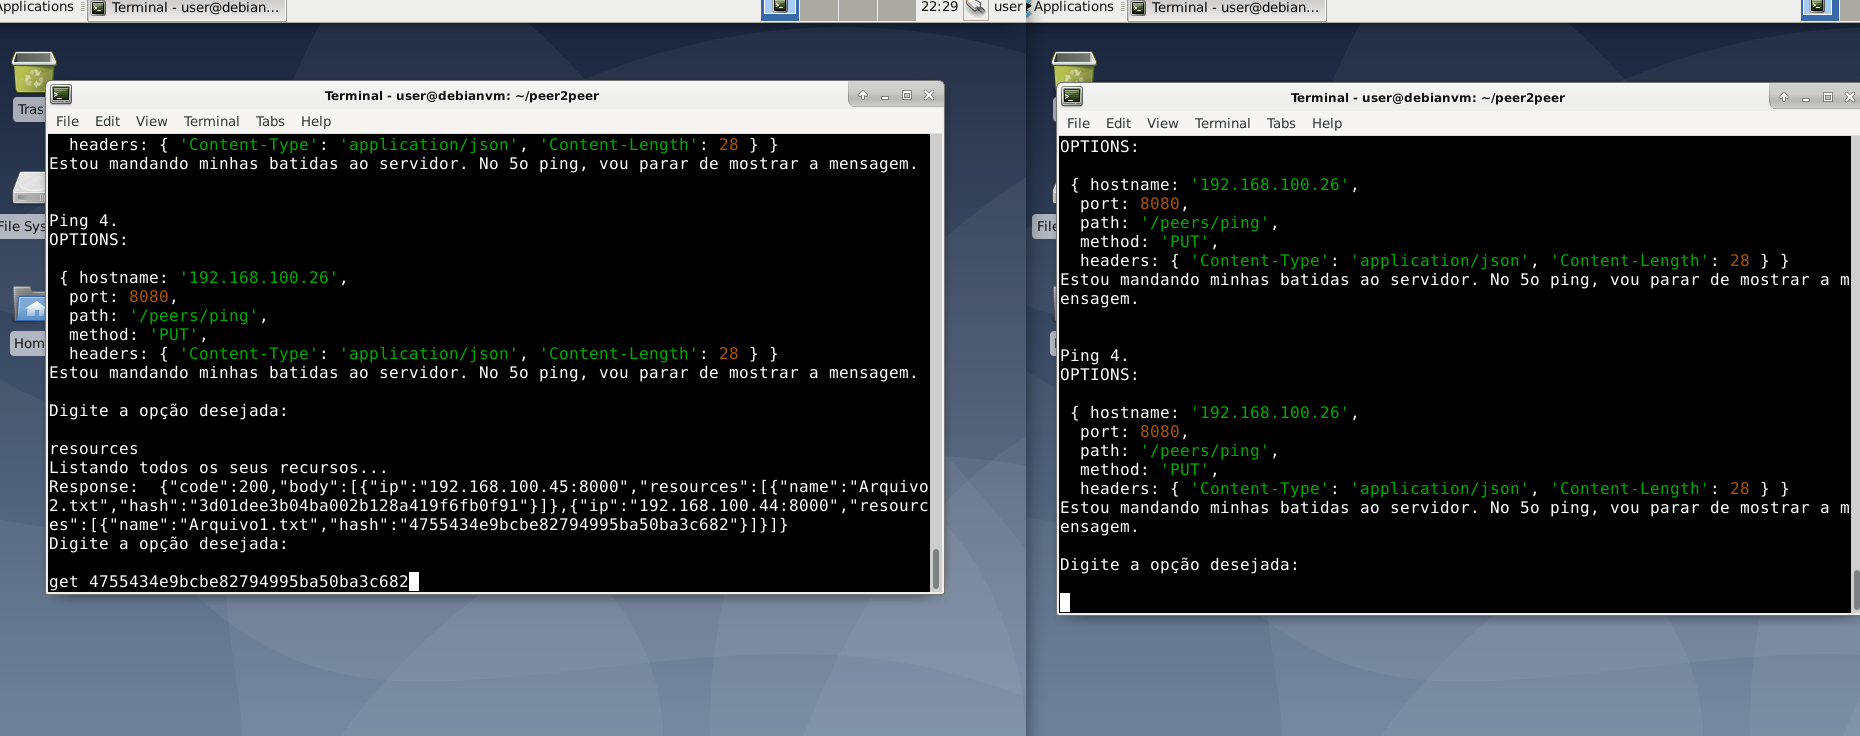 Applications
Terminal - user@debian...
22:29
user
Applications
Terminal - user@debian...
Tras
File Sys
Hom
File
Terminal - user@debianvm: ~/peer2peer
File Edit View Terminal Tabs Help
headers: { 'Content-Type': 'application/json', 'Content-Length': 28 } }
Estou mandando minhas batidas ao servidor. No 5o ping, vou parar de mostrar a mensagem.
Ping 4.
OPTIONS:
{ hostname: '192.168.100.26',
port: 8080,
path: '/peers/ping',
method: 'PUT',
headers: { 'Content-Type': 'application/json', 'Content-Length': 28 } }
Estou mandando minhas batidas ao servidor. No 5o ping, vou parar de mostrar a mensagem.
Digite a opção desejada:
resources
Listando todos os seus recursos...
Response:  {"code":200,"body":[{"ip":"192.168.100.45:8000","resources":[{"name":"Arquivo
2.txt","hash":"3d01dee3b04ba002b128a419f6fb0f91"}]},{"ip":"192.168.100.44:8000","resourc
es":[{"name":"Arquivo1.txt","hash":"4755434e9bcbe82794995ba50ba3c682"}]}]}
Digite a opção desejada:
get 4755434e9bcbe82794995ba50ba3c682
Terminal - user@debianvm: ~/peer2peer
File Edit View Terminal Tabs Help
OPTIONS:
{ hostname: '192.168.100.26',
port: 8080,
path: '/peers/ping',
method: 'PUT',
headers: { 'Content-Type': 'application/json', 'Content-Length': 28 } }
Estou mandando minhas batidas ao servidor. No 5o ping, vou parar de mostrar a m
ensagem.
Ping 4.
OPTIONS:
{ hostname: '192.168.100.26',
port: 8080,
path: '/peers/ping',
method: 'PUT',
headers: { 'Content-Type': 'application/json', 'Content-Length': 28 } }
Estou mandando minhas batidas ao servidor. No 5o ping, vou parar de mostrar a m
ensagem.
Digite a opção desejada: